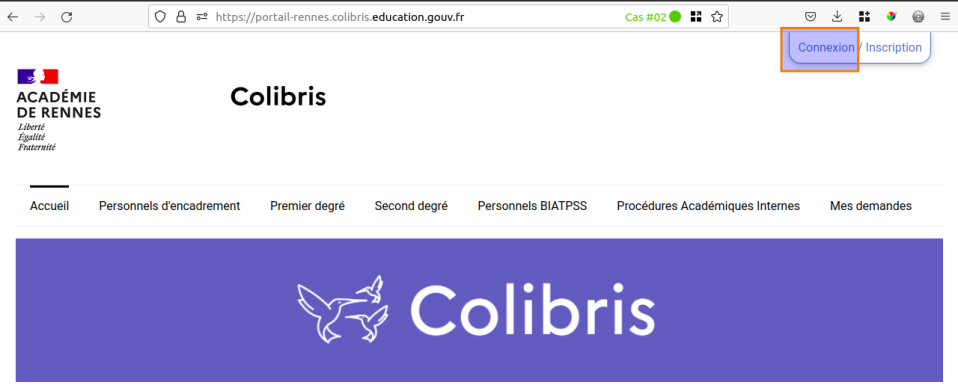 https://portail-rennes.colibris.education.gouv.fr
Cas #02
Connexion / Inscription
ACADÉMIE
DE RENNES
Liberté
Égalité
Fraternité
Colibris
Accueil
Personnels d'encadrement
Premier degré
Second degré
Personnels BIATPSS
Procédures Académiques Internes
Mes demandes
Colibris